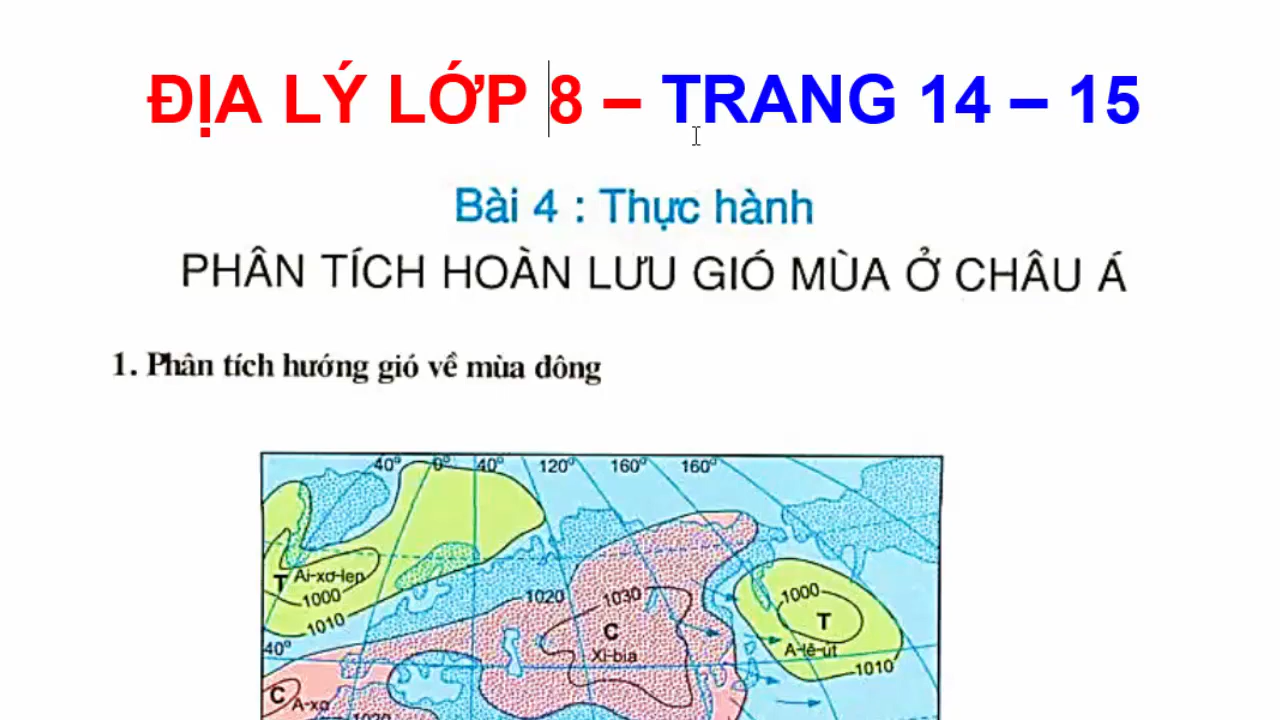 ĐỊA LÝ LỚP 8 – TRANG 14 – 15
Bài 4 : Thực hành
PHÂN TÍCH HOÀN LƯU GIÓ MÙA Ở CHÂU Á
1. Phân tích hướng gió về mùa đông
40° 0° 40° 120° 160° 160°
T Ai-xơ-len
1000
1010
1020
1030
C
Xi-bia
1000
T
A-lê-út
1010
40°
C A-xo
1020